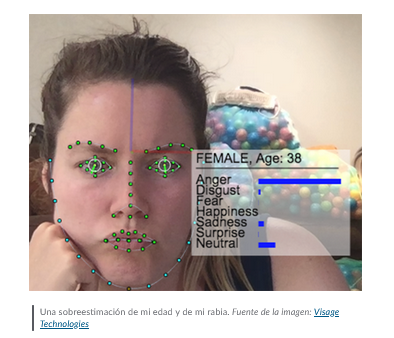 FEMALE, Age: 38
Anger
Disgust
Fear
Happiness
Sadness
Surprise
Neutral
Una sobreestimación de mi edad y de mi rabia. Fuente de la imagen: Visage
Technologies